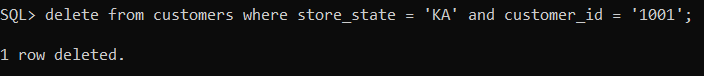 SQL> delete from customers where store_state = 'KA' and customer_id = '1001';
1 row deleted.